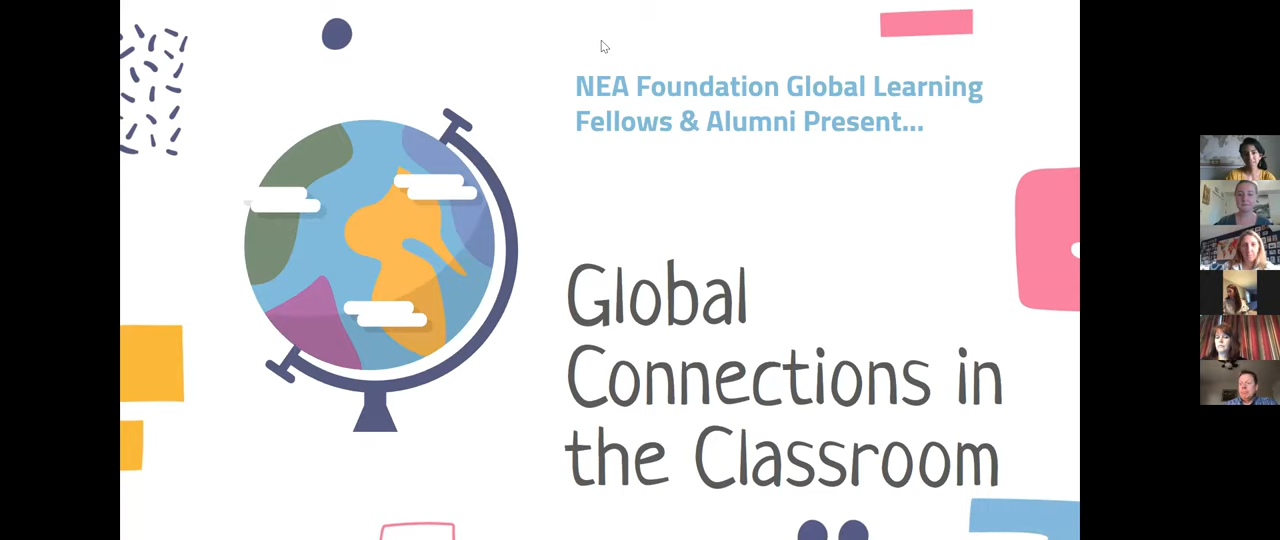 NEA Foundation Global Learning
Fellows & Alumni Present...
Global
Connections in
the Classroom